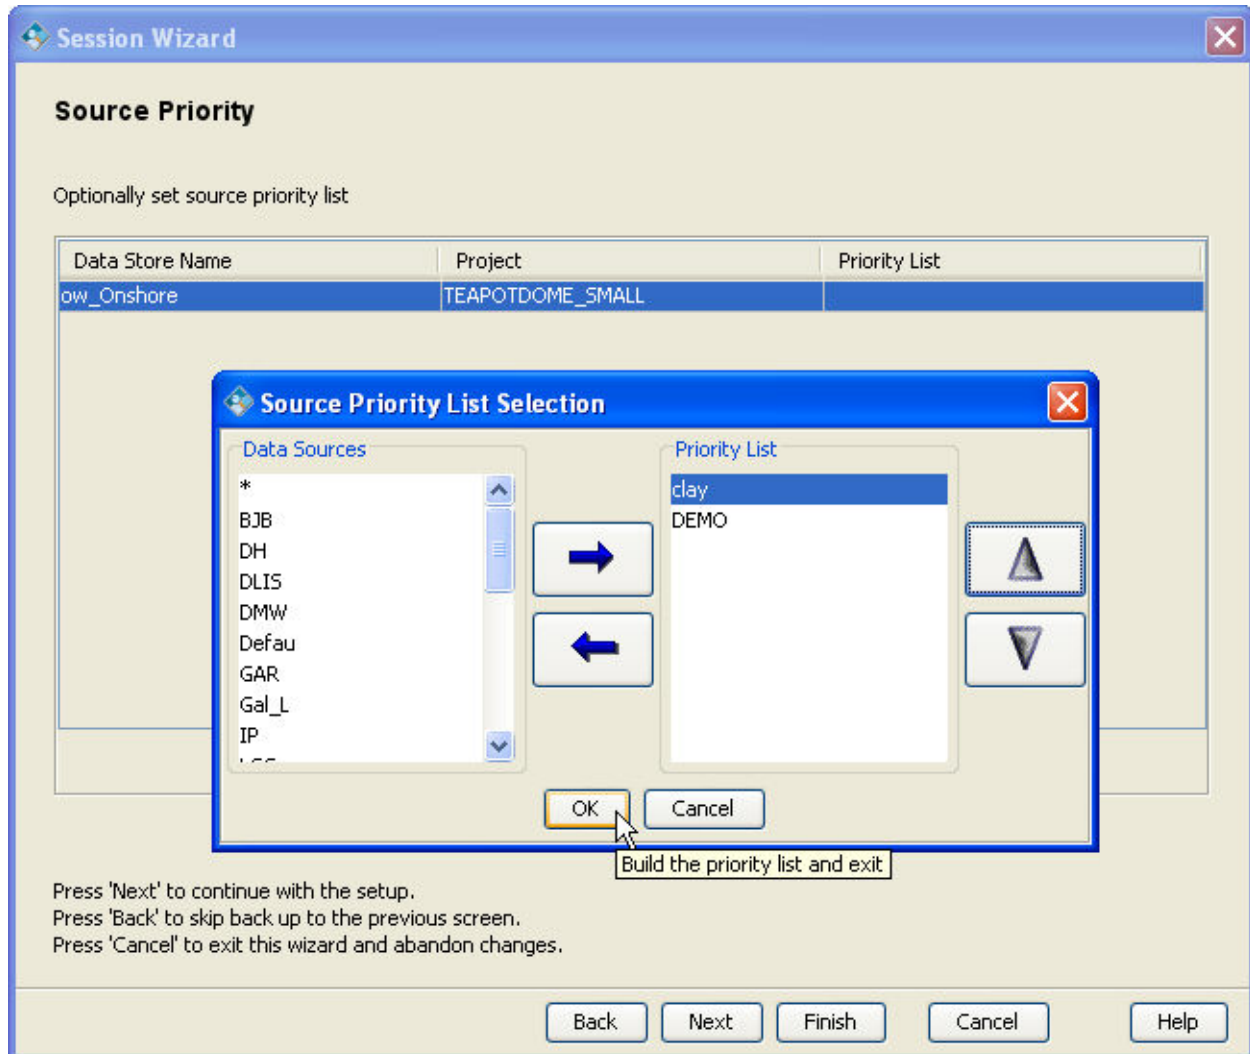 Session Wizard
Source Priority
Optionally set source priority list
Data Store Name Project Priority List
ow_Onshore TEAPOTDOME_SMALL
Source Priority List Selection
Data Sources
*
BJB
DH
DLIS
DMW
Defau
GAR
Gal_L
IP
Priority List
clay
DEMO
OK Cancel
Build the priority list and exit
Press 'Next' to continue with the setup.
Press 'Back' to skip back up to the previous screen.
Press 'Cancel' to exit this wizard and abandon changes.
Back Next Finish Cancel Help